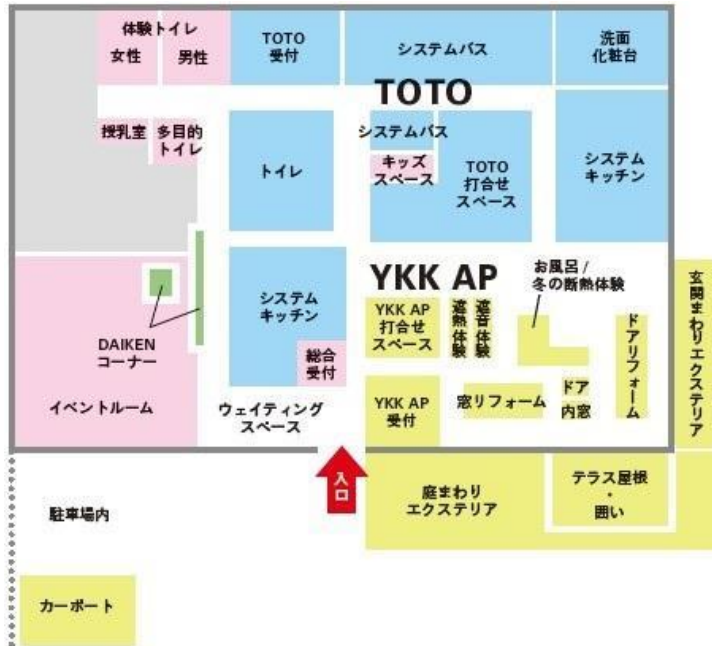 体験トイレ
女性
男性
TOTO
受付
システムバス
洗面
化粧台
TOTO
授乳室
多目的
トイレ
トイレ
システムバス
キッズ
スペース
TOTO
打合せ
スペース
システム
キッチン
YKK AP
お風呂/
冬の断熱体験
玄関まわりエクステリア
DAIKEN
コーナー
システム
キッチン
YKK AP
打合せ
スペース
遮熱体験
遮音体験
ドアリフォーム
総合
受付
イベントルーム
ウェイティング
スペース
YKK AP
受付
窓リフォーム
ドア
内窓
入口
駐車場内
庭まわり
エクステリア
テラス屋根
・
囲い
カーポート